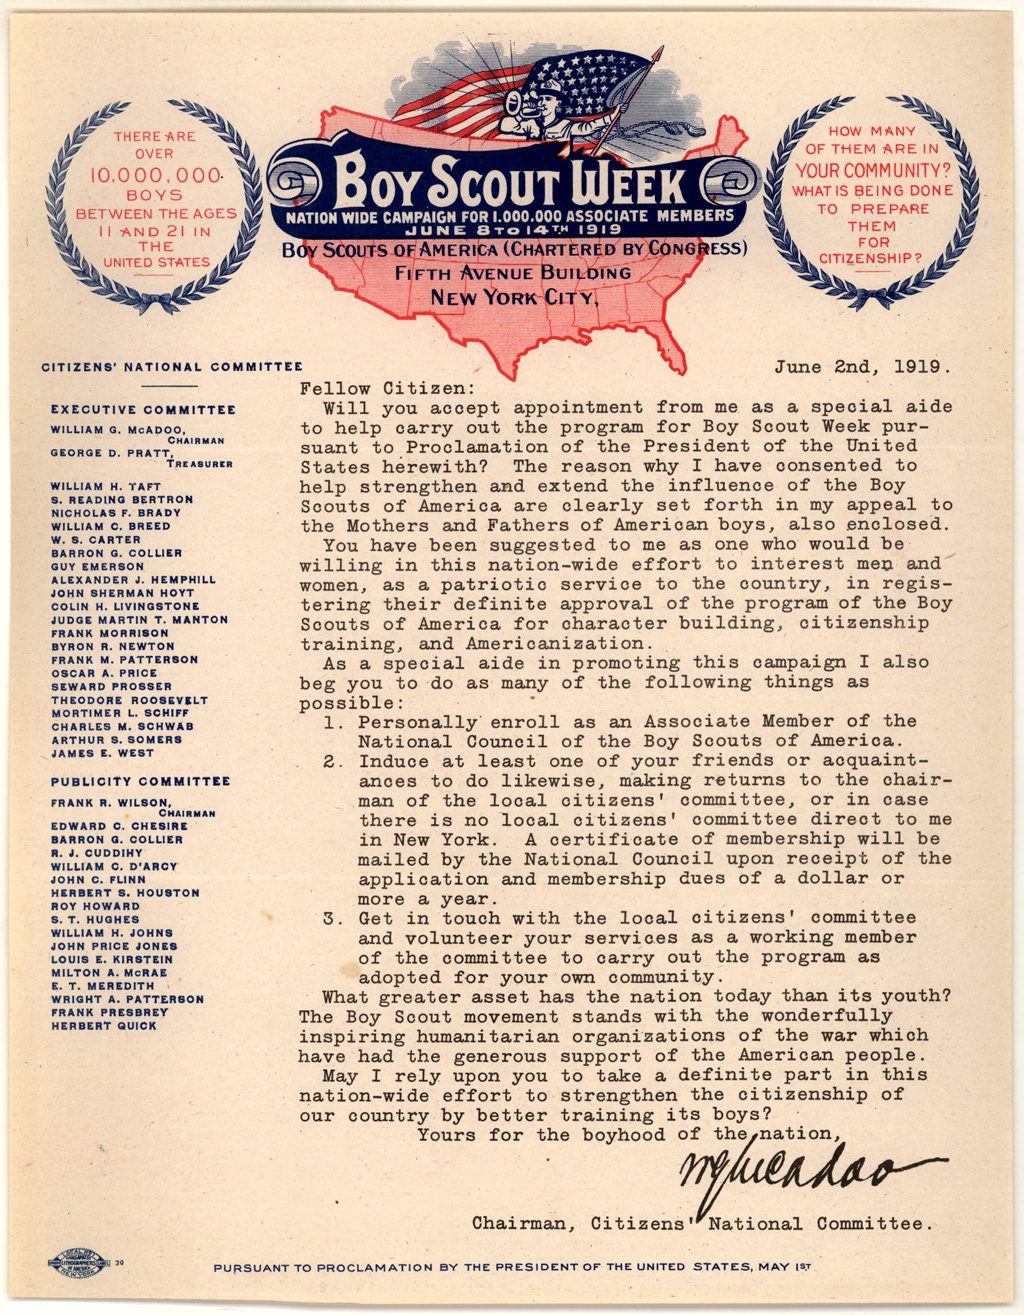 THERE ARE
OVER
10,000,000
BOYS
BETWEEN THE AGES
11 AND 21 IN
THE
UNITED STATES
BOY SCOUT WEEK
NATION WIDE CAMPAIGN FOR 1.000.000 ASSOCIATE MEMBERS
JUNE 8 TO 14TH 1919
BOY SCOUTS OF AMERICA (CHARTERED BY CONGRESS)
FIFTH AVENUE BUILDING
NEW YORK CITY,
HOW MANY
OF THEM ARE IN
YOUR COMMUNITY?
WHAT IS BEING DONE
TO PREPARE
THEM
FOR
CITIZENSHIP?
CITIZENS' NATIONAL COMMITTEE
EXECUTIVE COMMITTEE
WILLIAM G. McADOO,
CHAIRMAN
GEORGE D. PRATT,
TREASURER
WILLIAM H. TAFT
S. READING BERTRON
NICHOLAS F. BRADY
WILLIAM C. BREED
W. S. CARTER
BARRON G. COLLIER
GUY EMERSON
ALEXANDER J. HEMPHILL
JOHN SHERMAN HOYT
COLIN H. LIVINGSTONE
JUDGE MARTIN T. MANTON
FRANK MORRISON
BYRON R. NEWTON
FRANK M. PATTERSON
OSCAR A. PRICE
SEWARD PROSSER
THEODORE ROOSEVELT
MORTIMER L. SCHIFF
CHARLES M. SCHWAB
ARTHUR S. SOMERS
JAMES E. WEST
PUBLICITY COMMITTEE
FRANK R. WILSON,
CHAIRMAN
EDWARD C. CHESIRE
BARRON G. COLLIER
R. J. CUDDIHY
WILLIAM C. D'ARCY
JOHN C. FLINN
HERBERT S. HOUSTON
ROY HOWARD
S. T. HUGHES
WILLIAM H. JOHNS
JOHN PRICE JONES
LOUIS E. KIRSTEIN
MILTON A. McRAE
E. T. MEREDITH
WRIGHT A. PATTERSON
FRANK PRESBREY
HERBERT QUICK
June 2nd, 1919.
Fellow Citizen:
Will you accept appointment from me as a special aide
to help carry out the program for Boy Scout Week pur-
suant to Proclamation of the President of the United
States herewith? The reason why I have consented to
help strengthen and extend the influence of the Boy
Scouts of America are clearly set forth in my appeal to
the Mothers and Fathers of American boys, also enclosed.
You have been suggested to me as one who would be
willing in this nation-wide effort to interest men and
women, as a patriotic service to the country, in regis-
tering their definite approval of the program of the Boy
Scouts of America for character building, citizenship
training, and Americanization.
As a special aide in promoting this campaign I also
beg you to do as many of the following things as
possible:
1. Personally enroll as an Associate Member of the
National Council of the Boy Scouts of America.
2. Induce at least one of your friends or acquaint-
ances to do likewise, making returns to the chair-
man of the local citizens' committee, or in case
there is no local citizens' committee direct to me
in New York. A certificate of membership will be
mailed by the National Council upon receipt of the
application and membership dues of a dollar or
more a year.
3. Get in touch with the local citizens' committee
and volunteer your services as a working member
of the committee to carry out the program as
adopted for your own community.
What greater asset has the nation today than its youth?
The Boy Scout movement stands with the wonderfully
inspiring humanitarian organizations of the war which
have had the generous support of the American people.
May I rely upon you to take a definite part in this
nation-wide effort to strengthen the citizenship of
our country by better training its boys?
Yours for the boyhood of the nation,
WGMcAdoo
Chairman, Citizens' National Committee.
20
PURSUANT TO PROCLAMATION BY THE PRESIDENT OF THE UNITED STATES, MAY 1ST